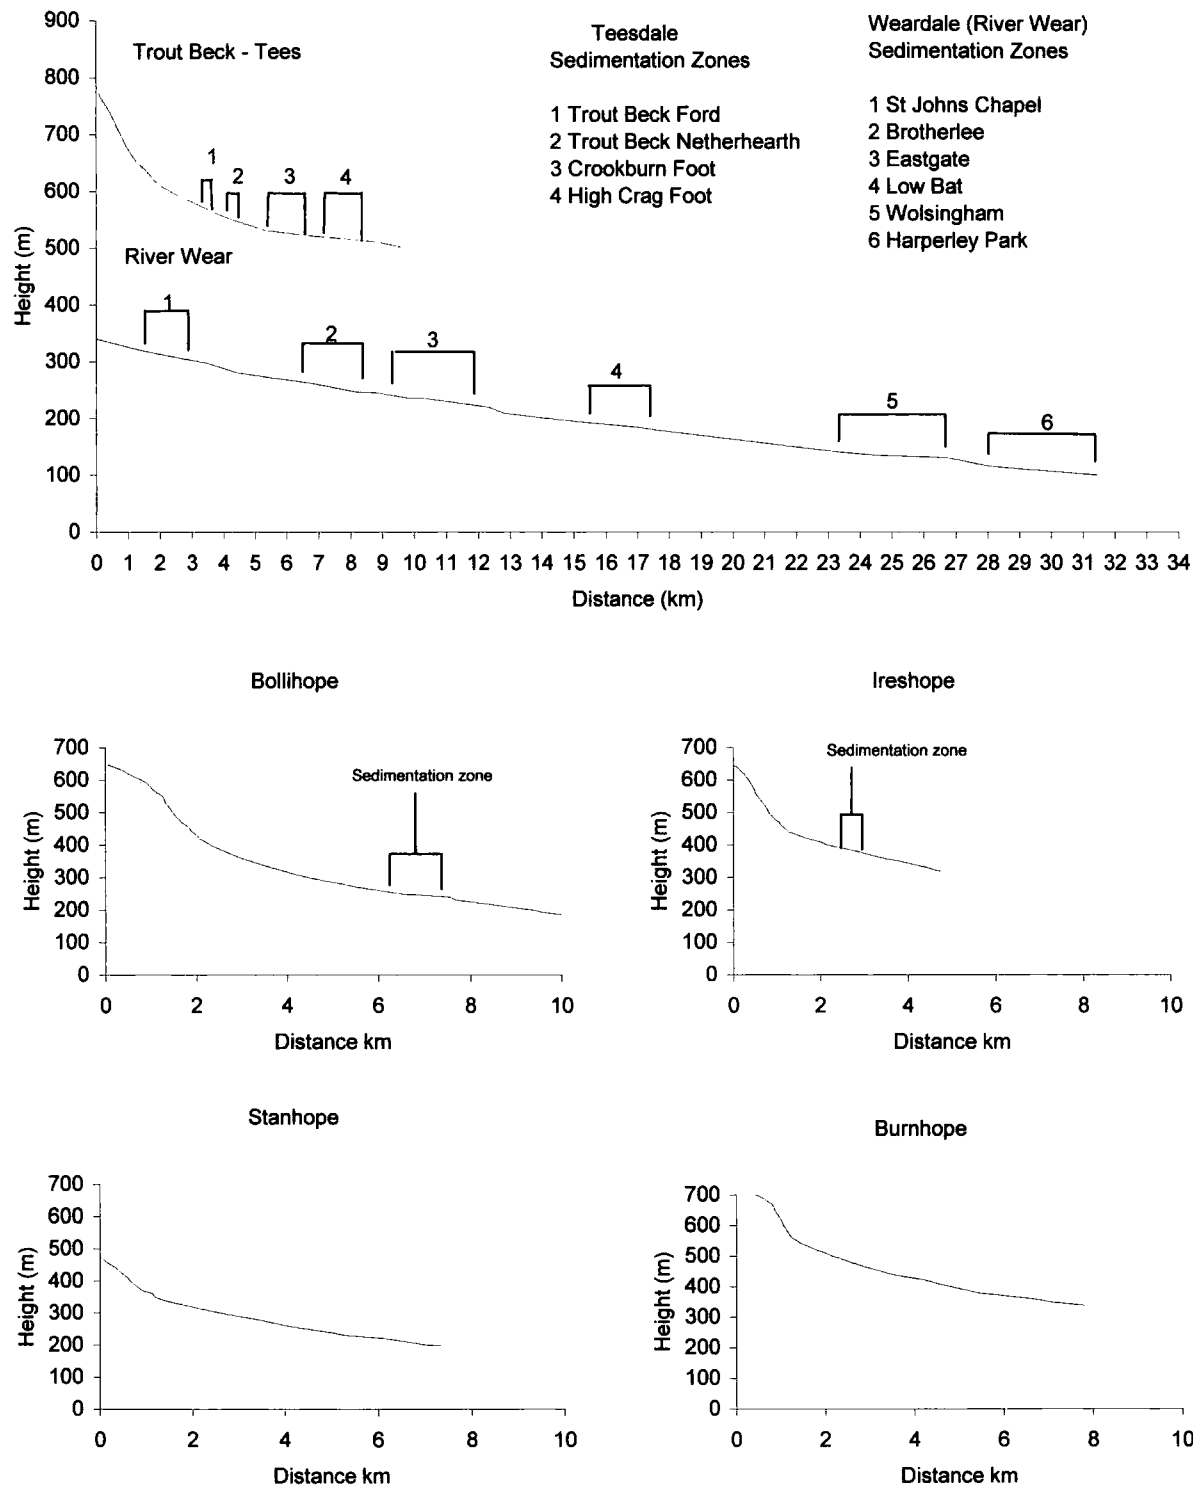 Trout Beck - Tees
Teesdale
Sedimentation Zones
1 Trout Beck Ford
2 Trout Beck Netherhearth
3 Crookburn Foot
4 High Crag Foot
Weardale (River Wear)
Sedimentation Zones
1 St Johns Chapel
2 Brotherlee
3 Eastgate
4 Low Bat
5 Wolsingham
6 Harperley Park
1 2 3 4
River Wear
1 2 3 4 5 6
Height (m)
900
800
700
600
500
400
300
200
100
0
0 1 2 3 4 5 6 7 8 9 10 11 12 13 14 15 16 17 18 19 20 21 22 23 24 25 26 27 28 29 30 31 32 33 34
Distance (km)
Bollihope
Sedimentation zone
Height (m)
700
600
500
400
300
200
100
0
0 2 4 6 8 10
Distance km
Ireshope
Sedimentation zone
Height (m)
700
600
500
400
300
200
100
0
0 2 4 6 8 10
Distance km
Stanhope
Height (m)
700
600
500
400
300
200
100
0
0 2 4 6 8 10
Distance km
Burnhope
Height (m)
700
600
500
400
300
200
100
0
0 2 4 6 8 10
Distance km